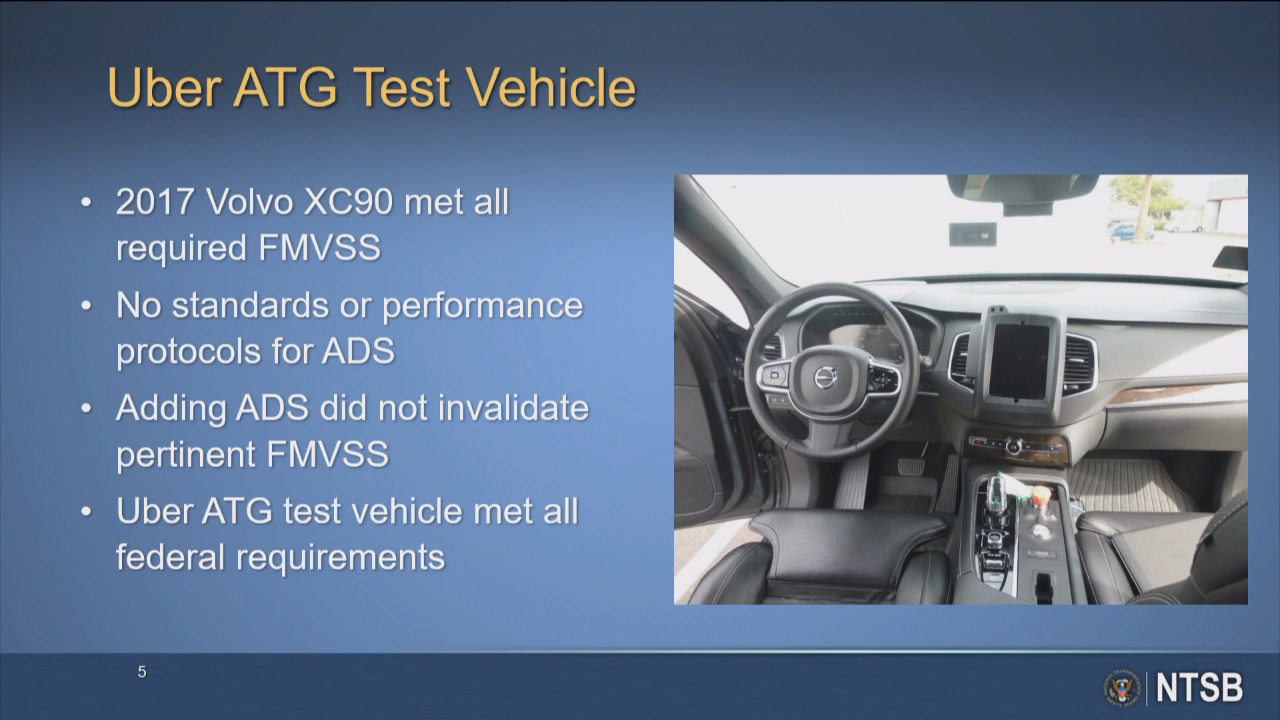 Uber ATG Test Vehicle
• 2017 Volvo XC90 met all
required FMVSS
• No standards or performance
protocols for ADS
• Adding ADS did not invalidate
pertinent FMVSS
• Uber ATG test vehicle met all
federal requirements
5
NTSB